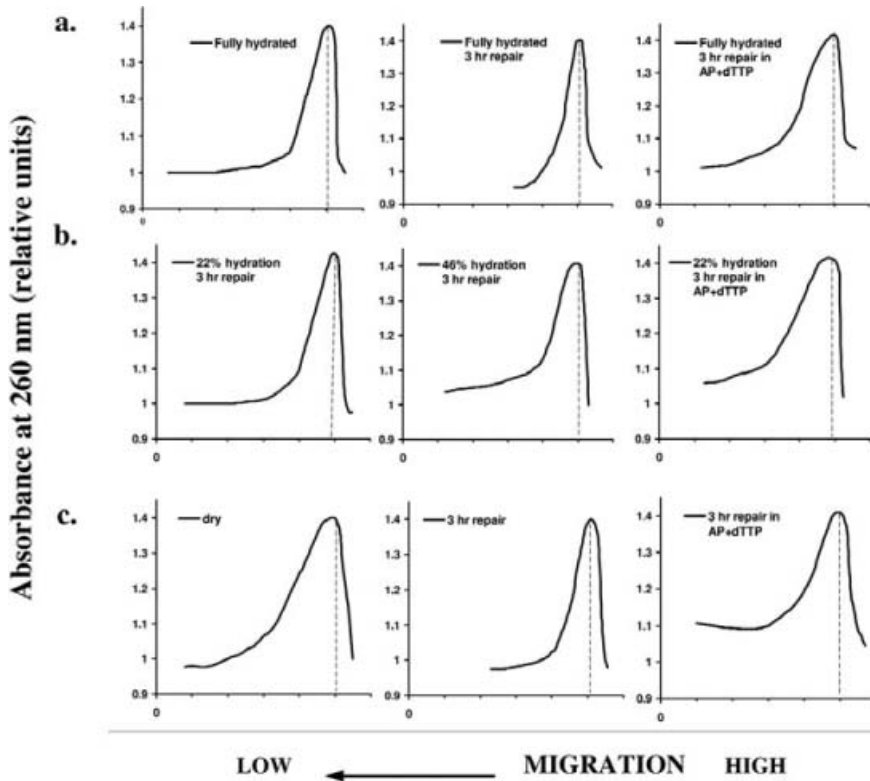 a.
Fully hydrated
Fully hydrated
3 hr repair
Fully hydrated
3 hr repair in
AP+dTTP
1.4
1.3
1.2
1.1
1
0.9
0
1.4
1.3
1.2
1.1
1
0.9
0
1.4
1.3
1.2
1.1
1
0.9
0
b.
22% hydration
3 hr repair
46% hydration
3 hr repair
22% hydration
3 hr repair in
AP+dTTP
1.4
1.3
1.2
1.1
1
0.9
0
1.4
1.3
1.2
1.1
1
0.9
0
1.4
1.3
1.2
1.1
1
0.9
0
c.
dry
3 hr repair
3 hr repair in
AP+dTTP
1.4
1.3
1.2
1.1
1
0.9
0
1.4
1.3
1.2
1.1
1
0.9
0
1.4
1.3
1.2
1.1
1
0.9
0
Absorbance at 260 nm (relative units)
LOW MIGRATION HIGH